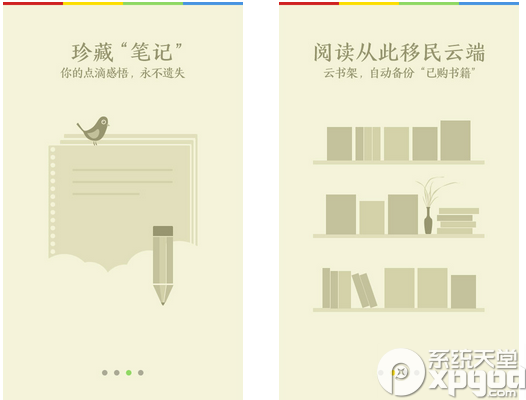 珍藏“笔记”
你的点滴感悟，永不遗失
阅读从此移民云端
云书架，自动备份“已购书籍”
系统天堂
xpgod